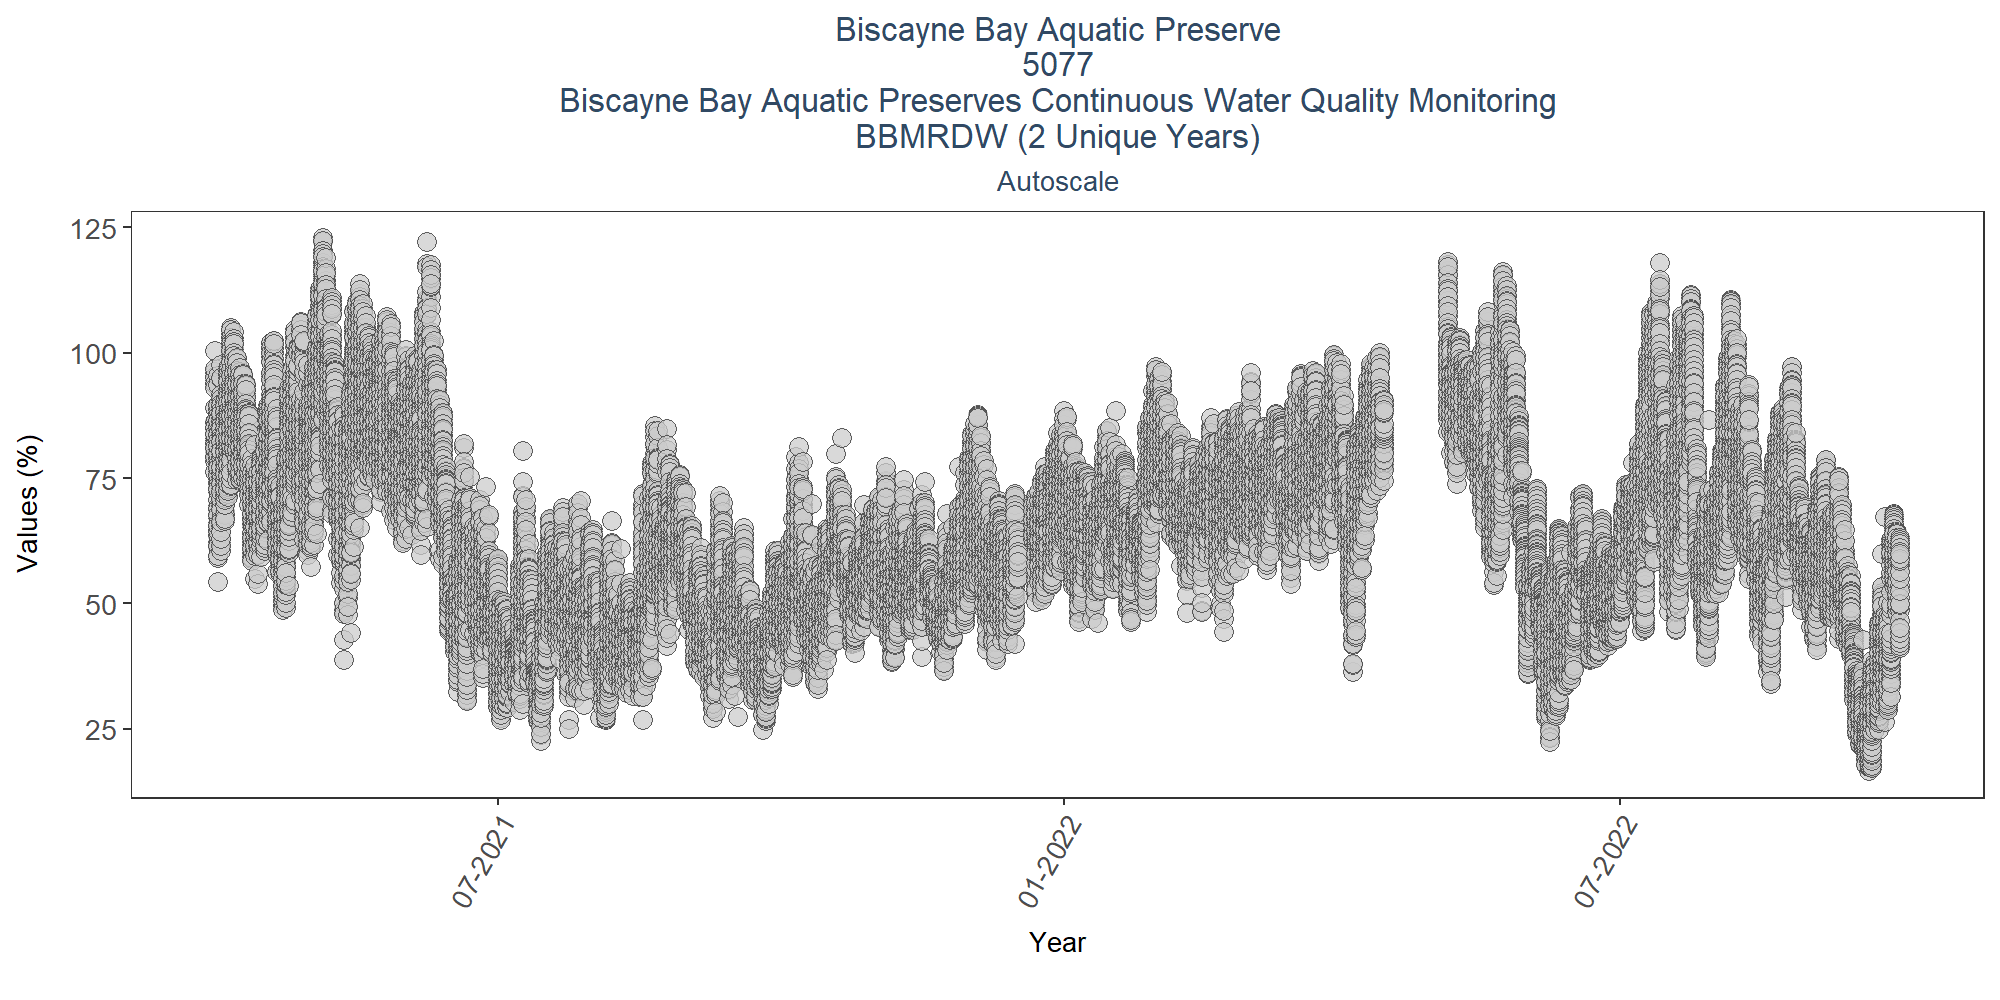 Biscayne Bay Aquatic Preserve
5077
Biscayne Bay Aquatic Preserves Continuous Water Quality Monitoring
BBMRDW (2 Unique Years)
Autoscale
Values (%)
125
100
75
50
25
07-2021
01-2022
07-2022
Year